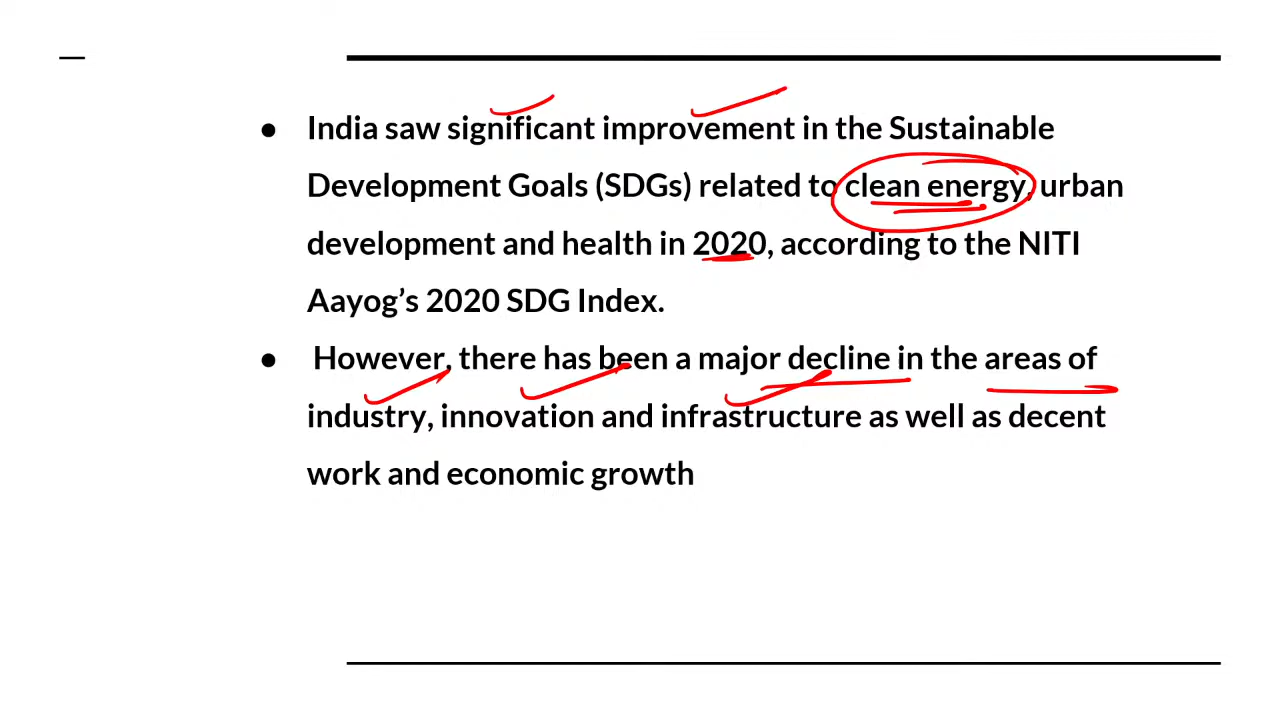 ● India saw significant improvement in the Sustainable
Development Goals (SDGs) related to clean energy, urban
development and health in 2020, according to the NITI
Aayog’s 2020 SDG Index.
● However, there has been a major decline in the areas of
industry, innovation and infrastructure as well as decent
work and economic growth